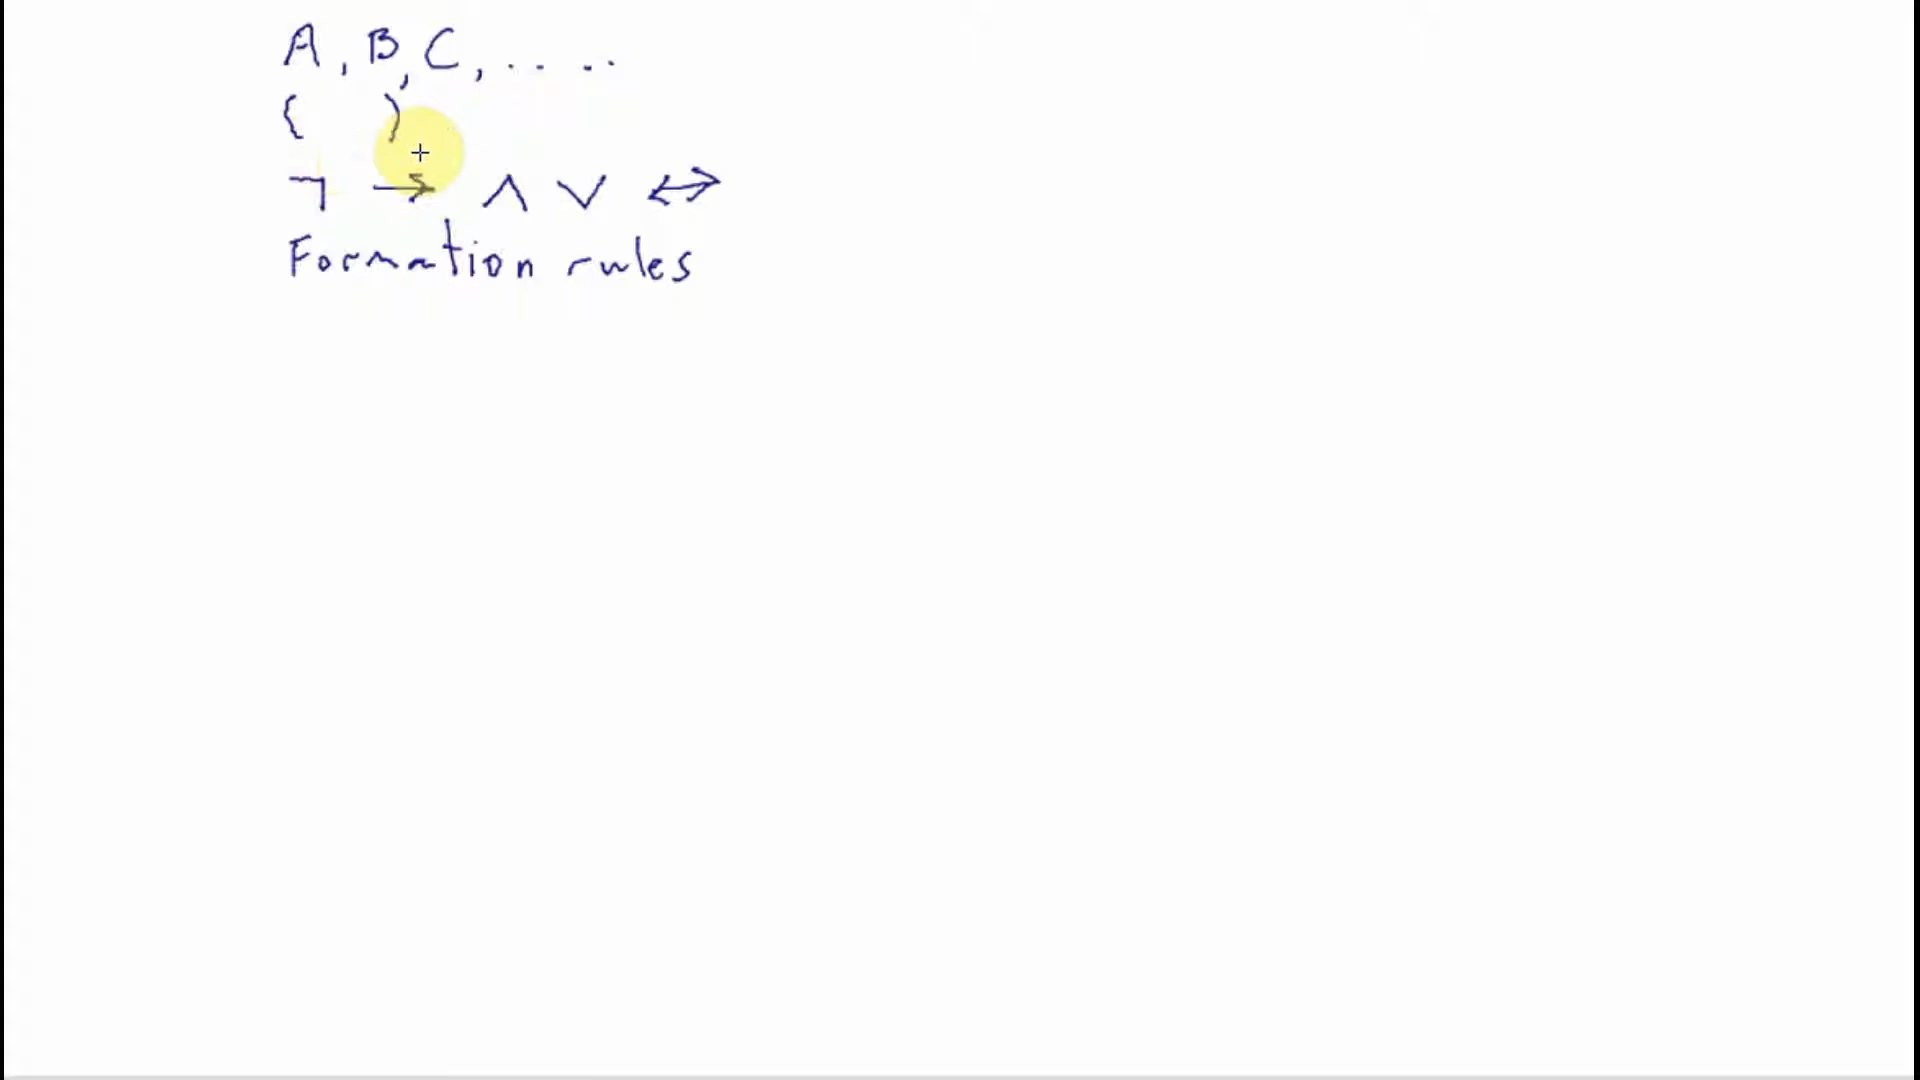 A, B, C, . . . .
( )
¬ → ∧ ∨ ↔
Formation rules